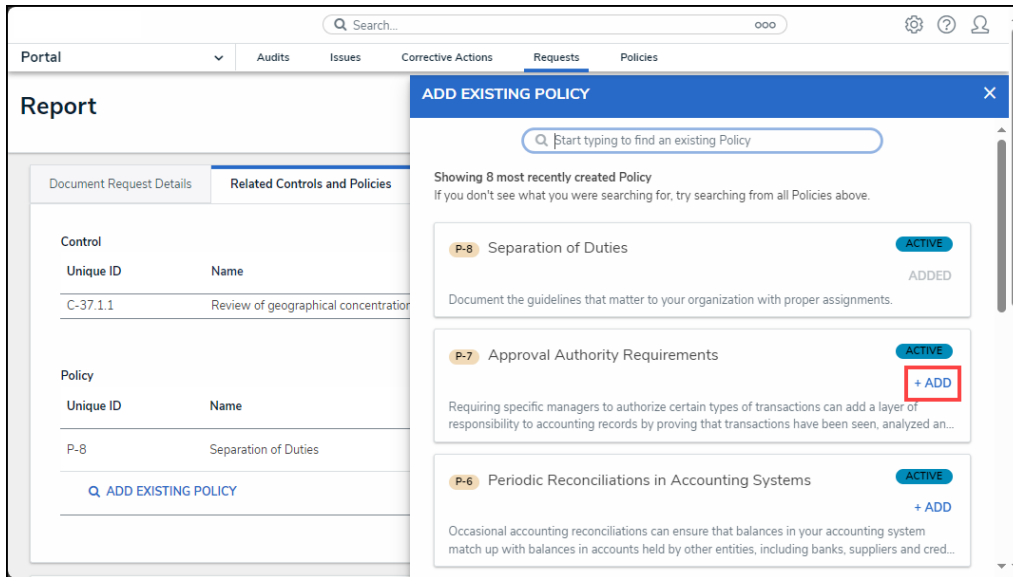 Search...
Portal
Audits
Issues
Corrective Actions
Requests
Policies
Report
Document Request Details
Related Controls and Policies
Control
Unique ID Name
C-37.1.1 Review of geographical concentration
Policy
Unique ID Name
P-8 Separation of Duties
ADD EXISTING POLICY
ADD EXISTING POLICY
Start typing to find an existing Policy
Showing 8 most recently created Policy
If you don't see what you were searching for, try searching from all Policies above.
P-8 Separation of Duties ACTIVE
ADDED
Document the guidelines that matter to your organization with proper assignments.
P-7 Approval Authority Requirements ACTIVE
+ ADD
Requiring specific managers to authorize certain types of transactions can add a layer of
responsibility to accounting records by proving that transactions have been seen, analyzed an...
P-6 Periodic Reconciliations in Accounting Systems ACTIVE
+ ADD
Occasional accounting reconciliations can ensure that balances in your accounting system
match up with balances in accounts held by other entities, including banks, suppliers and cred...